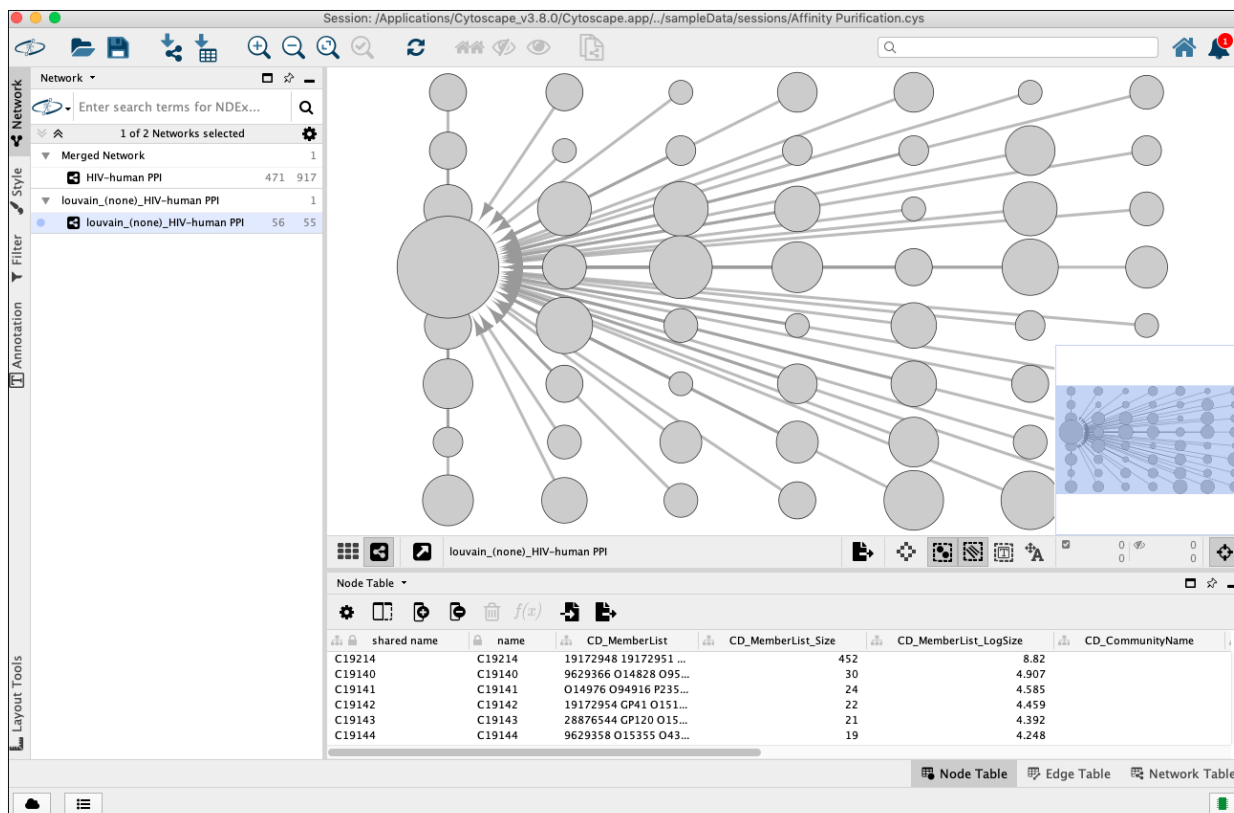 Session: /Applications/Cytoscape_v3.8.0/Cytoscape.app/../sampleData/sessions/Affinity Purification.cys
1
Network
Enter search terms for NDEx...
1 of 2 Networks selected
Merged Network 1
HIV-human PPI 471 917
louvain_(none)_HIV-human PPI 1
louvain_(none)_HIV-human PPI 56 55
Network
Style
Filter
Annotation
Layout Tools
louvain_(none)_HIV-human PPI
A
0 0
0 0
Node Table
f(x)
shared name name CD_MemberList CD_MemberList_Size CD_MemberList_LogSize CD_CommunityName
C19214 C19214 19172948 19172951 ... 452 8.82
C19140 C19140 9629366 O14828 O95... 30 4.907
C19141 C19141 O14976 O94916 P235... 24 4.585
C19142 C19142 19172954 GP41 O151... 22 4.459
C19143 C19143 28876544 GP120 O15... 21 4.392
C19144 C19144 9629358 O15355 O43... 19 4.248
Node Table Edge Table Network Table